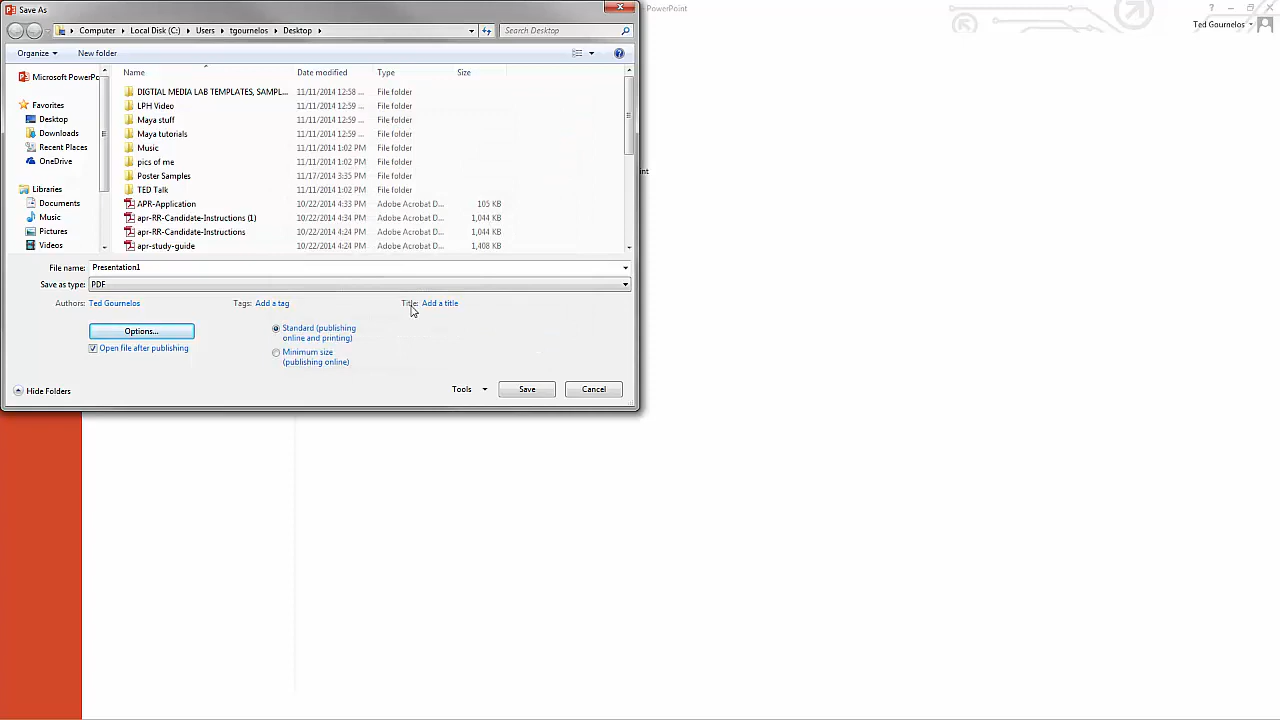 Save As
PowerPoint
?
Ted Gournelos
Computer Local Disk (C:) Users tgournelos Desktop
Search Desktop
Organize
New folder
Microsoft PowerPo
Favorites
Desktop
Downloads
Recent Places
OneDrive
Libraries
Documents
Music
Pictures
Videos
Name Date modified Type Size
DIGTIAL MEDIA LAB TEMPLATES, SAMPL... 11/11/2014 12:58 ... File folder
LPH Video 11/11/2014 12:59 ... File folder
Maya stuff 11/11/2014 12:59 ... File folder
Maya tutorials 11/11/2014 12:59 ... File folder
Music 11/11/2014 1:02 PM File folder
pics of me 11/11/2014 1:02 PM File folder
Poster Samples 11/17/2014 3:35 PM File folder
TED Talk 11/11/2014 1:02 PM File folder
APR-Application 10/22/2014 4:33 PM Adobe Acrobat D... 105 KB
apr-RR-Candidate-Instructions (1) 10/22/2014 4:34 PM Adobe Acrobat D... 1,044 KB
apr-RR-Candidate-Instructions 10/22/2014 4:24 PM Adobe Acrobat D... 1,044 KB
apr-study-guide 10/22/2014 4:24 PM Adobe Acrobat D... 1,408 KB
int
File name: Presentation1
Save as type: PDF
Authors: Ted Gournelos
Tags: Add a tag
Title: Add a title
Options...
Open file after publishing
Standard (publishing
online and printing)
Minimum size
(publishing online)
Hide Folders
Tools
Save
Cancel